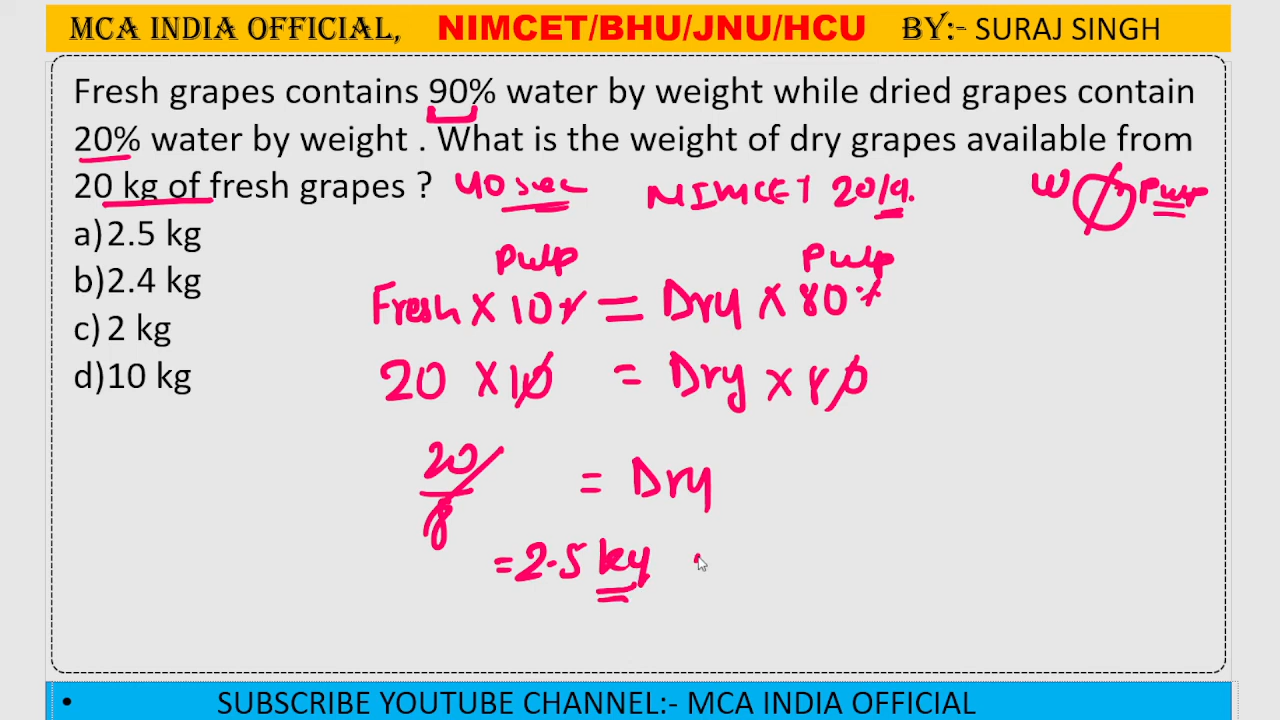 MCA INDIA OFFICIAL, NIMCET/BHU/JNU/HCU BY:- SURAJ SINGH
Fresh grapes contains 90% water by weight while dried grapes contain
20% water by weight . What is the weight of dry grapes available from
20 kg of fresh grapes ? 40 sec NIMCET 2019. W Pulp
a) 2.5 kg
b) 2.4 kg
c) 2 kg
d) 10 kg
Pulp Pulp
Fresh × 10% = Dry × 80%
20 × 10 = Dry × 80
20/8 = Dry
= 2.5 kg
• SUBSCRIBE YOUTUBE CHANNEL:- MCA INDIA OFFICIAL